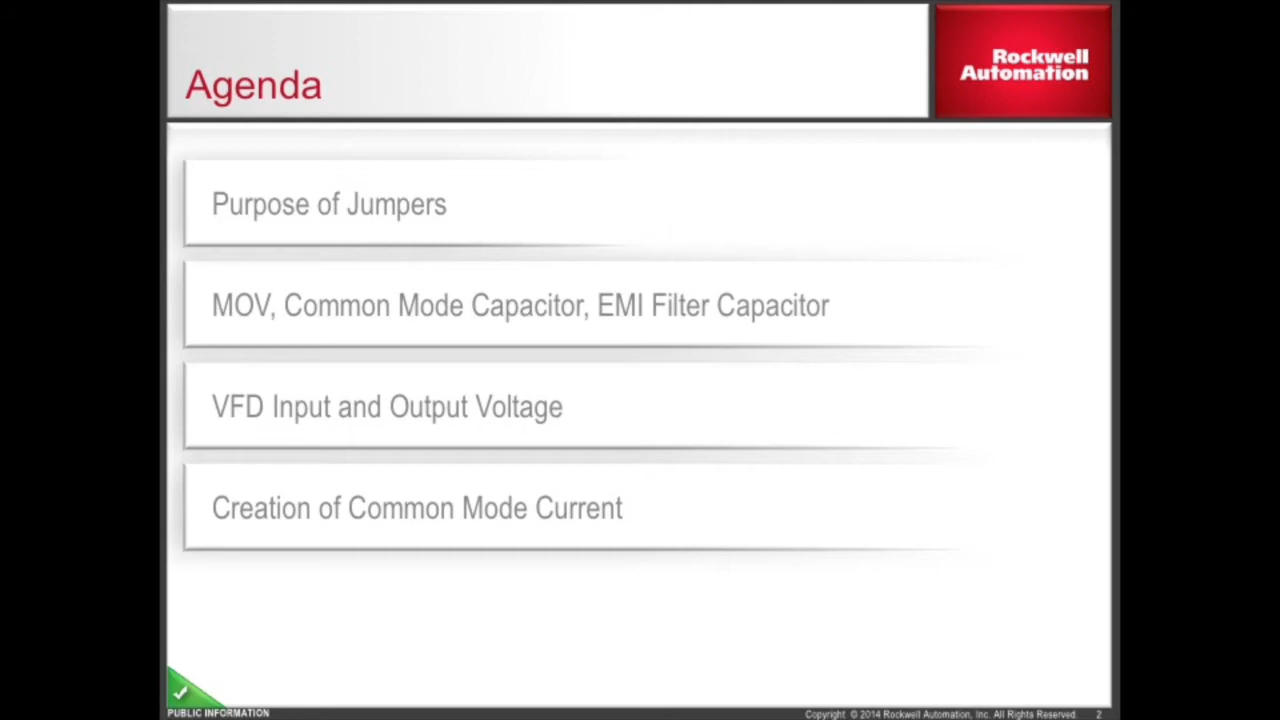 Agenda
Rockwell
Automation
Purpose of Jumpers
MOV, Common Mode Capacitor, EMI Filter Capacitor
VFD Input and Output Voltage
Creation of Common Mode Current
PUBLIC INFORMATION
Copyright © 2014 Rockwell Automation, Inc. All Rights Reserved. 2